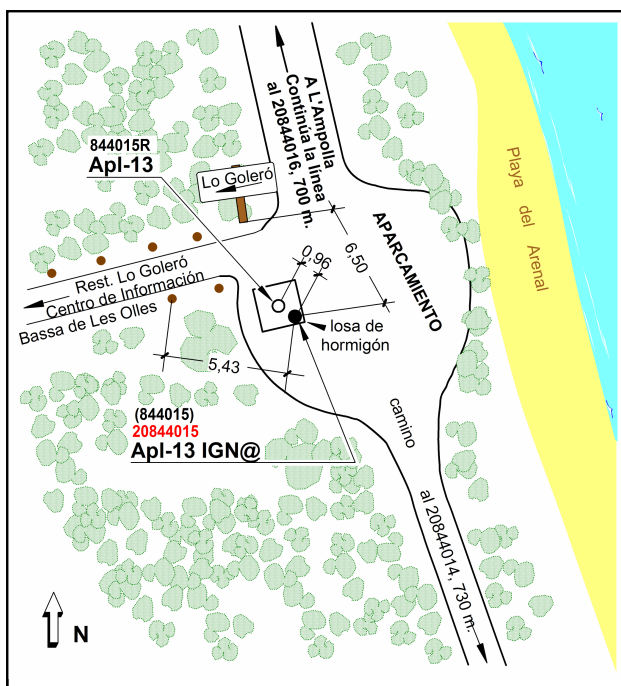 A L'Ampolla
Continúa la línea
al 20844016, 700 m.
844015R
Apl-13
Lo Goleró
Playa del Arenal
APARCAMIENTO
0,96
6,50
Rest. Lo Goleró
Centro de Información
Bassa de Les Olles
losa de
hormigón
5,43
camino
(844015)
20844015
Apl-13 IGN@
al 20844014, 730 m.
N